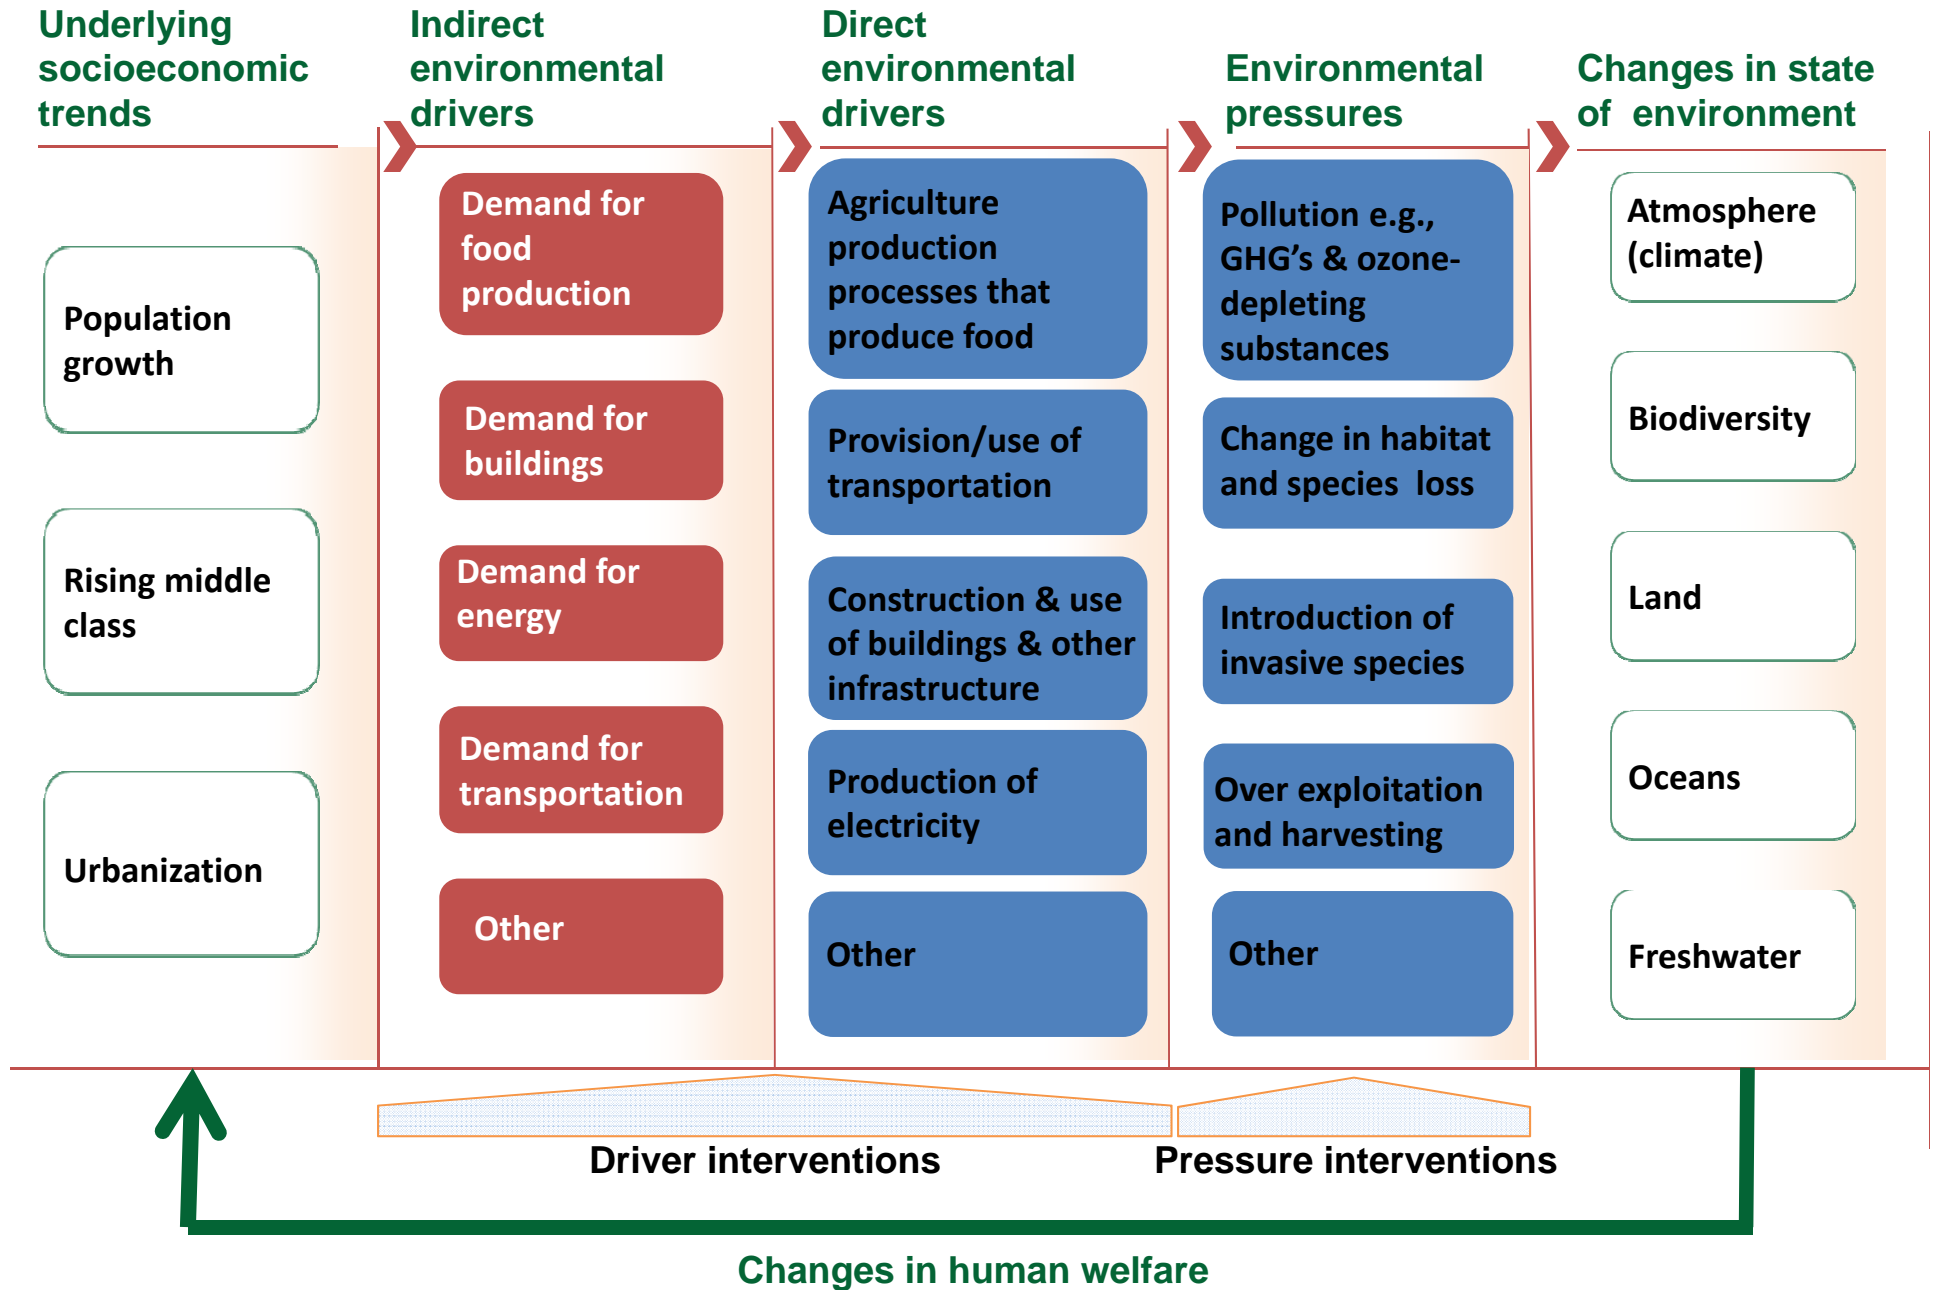 Underlying
socioeconomic
trends
Indirect
environmental
drivers
Direct
environmental
drivers
Environmental
pressures
Changes in state
of environment
Population
growth
Rising middle
class
Urbanization
Demand for
food
production
Demand for
buildings
Demand for
energy
Demand for
transportation
Other
Agriculture
production
processes that
produce food
Provision/use of
transportation
Construction & use
of buildings & other
infrastructure
Production of
electricity
Other
Pollution e.g.,
GHG’s & ozone-
depleting
substances
Change in habitat
and species loss
Introduction of
invasive species
Over exploitation
and harvesting
Other
Atmosphere
(climate)
Biodiversity
Land
Oceans
Freshwater
Driver interventions
Pressure interventions
Changes in human welfare